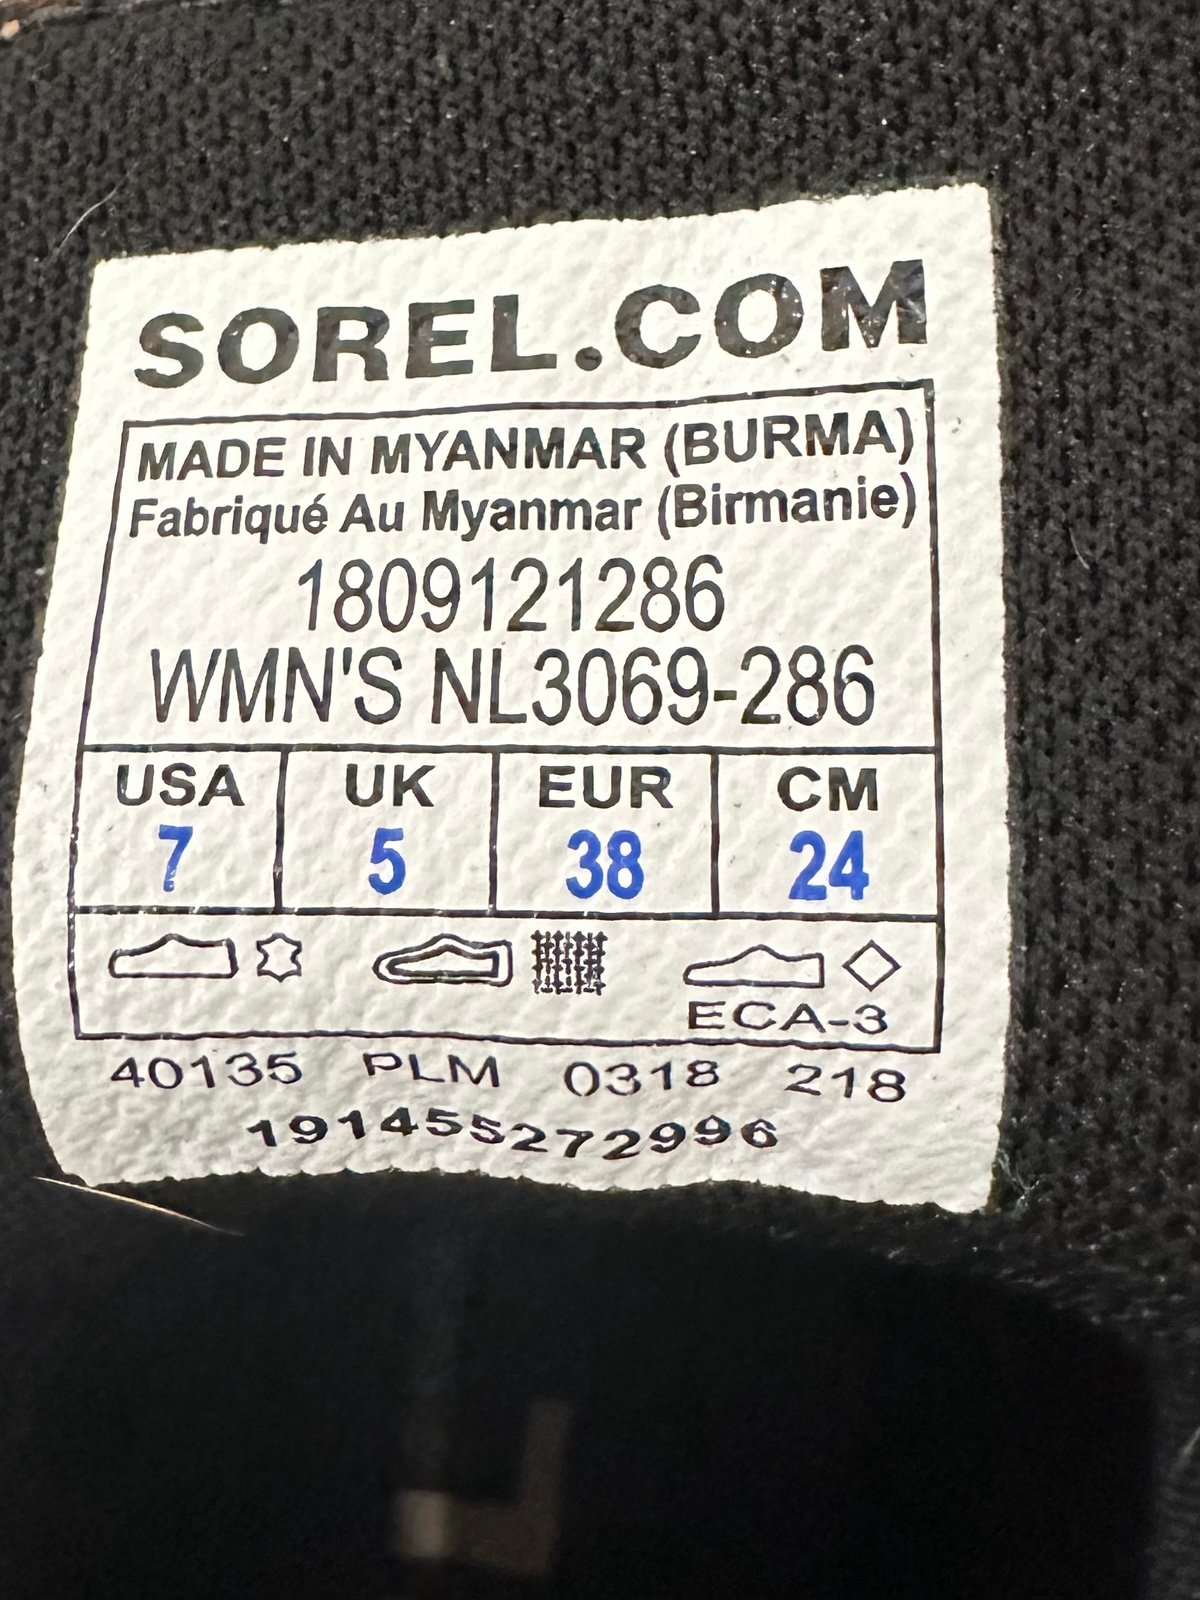 SOREL.COM
MADE IN MYANMAR (BURMA)
Fabriqué Au Myanmar (Birmanie)
1809121286
WMN'S NL3069-286
USA UK EUR CM
7 5 38 24
ECA-3
40135 PLM 0318 218
191455272996